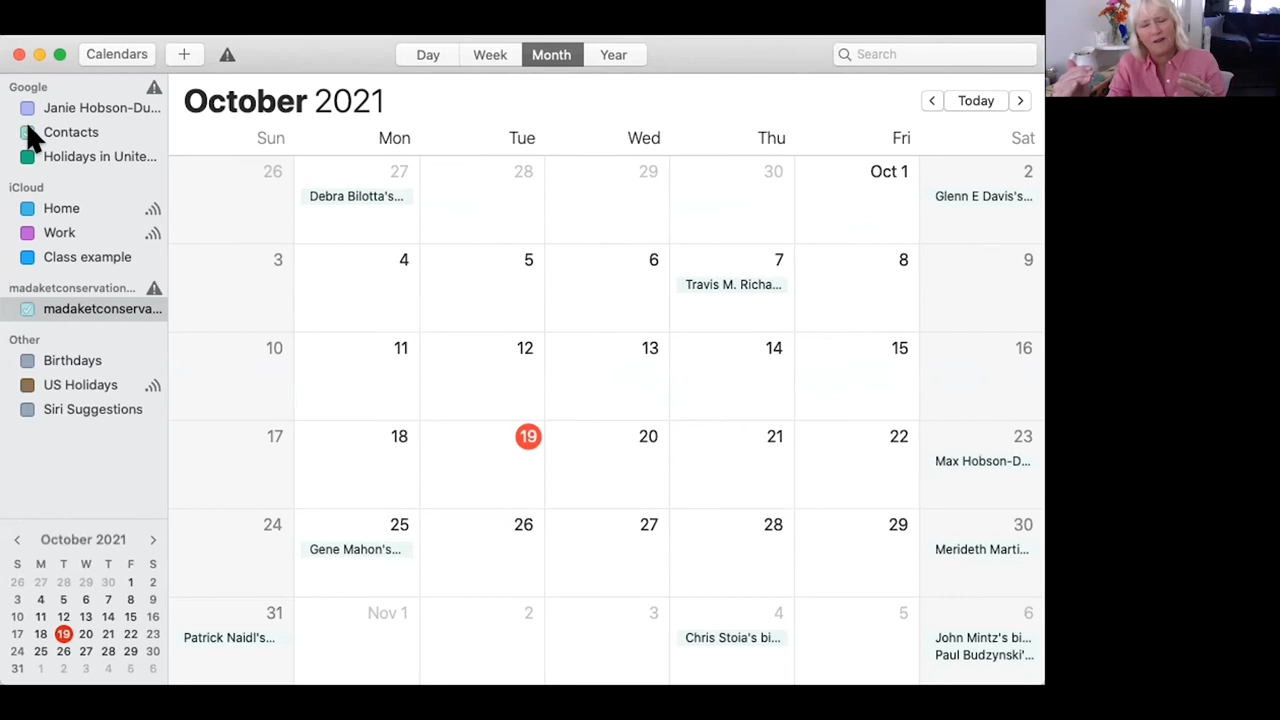 Calendars
+
Day
Week
Month
Year
Search
Google
Janie Hobson-Du...
Contacts
Holidays in Unite...
iCloud
Home
Work
Class example
madaketconservation...
madaketconserva...
Other
Birthdays
US Holidays
Siri Suggestions
October 2021
S M T W T F S
26 27 28 29 30 1 2
3 4 5 6 7 8 9
10 11 12 13 14 15 16
17 18 19 20 21 22 23
24 25 26 27 28 29 30
31 1 2 3 4 5 6
October 2021
Today
Sun Mon Tue Wed Thu Fri Sat
26 27 28 29 30 Oct 1 2
Debra Bilotta's... Glenn E Davis's...
3 4 5 6 7 8 9
Travis M. Richa...
10 11 12 13 14 15 16
17 18 19 20 21 22 23
Max Hobson-D...
24 25 26 27 28 29 30
Gene Mahon's... Merideth Marti...
31 Nov 1 2 3 4 5 6
Patrick Naidl's... Chris Stoia's bi... John Mintz's bi...
Paul Budzynski'...